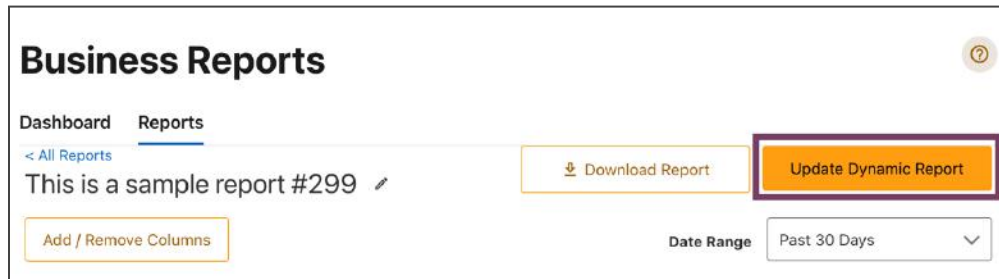 Business Reports
Dashboard Reports
< All Reports
This is a sample report #299
Download Report
Update Dynamic Report
Add / Remove Columns
Date Range
Past 30 Days